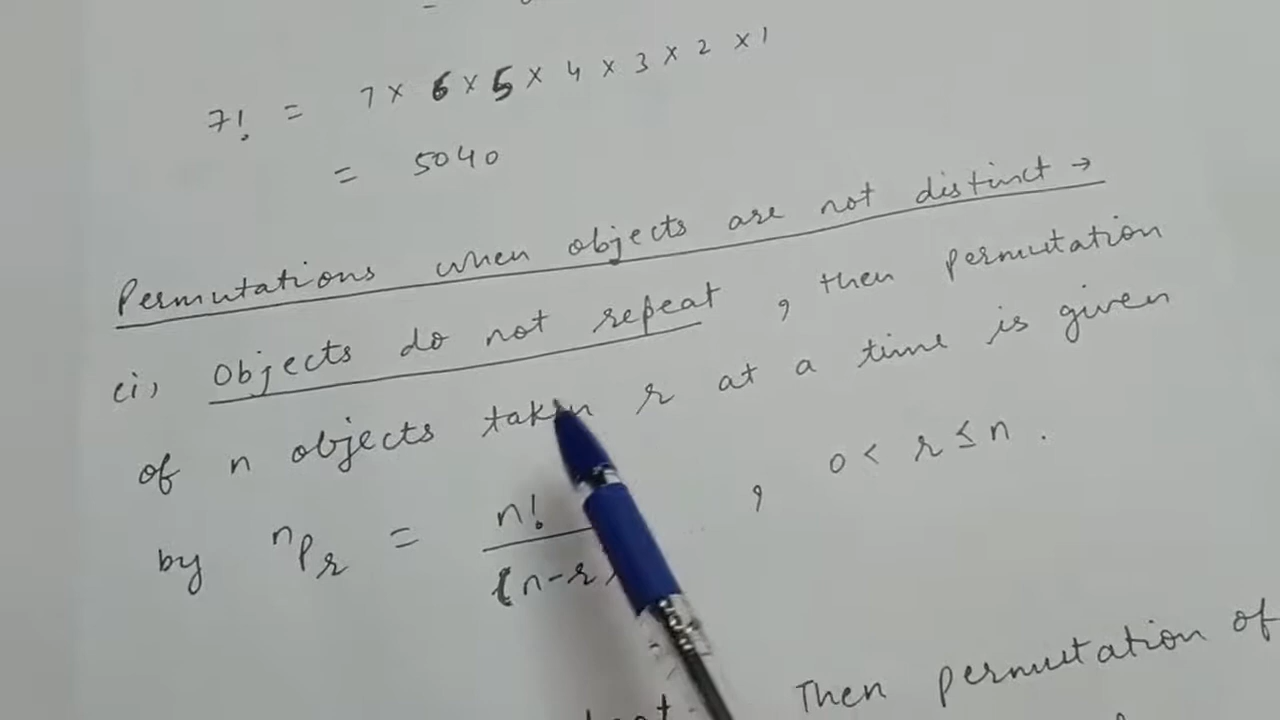 7! = 7 × 6 × 5 × 4 × 3 × 2 × 1
= 5040
Permutations when objects are not distinct →
(i) Objects do not repeat, then permutation
of n objects taken r at a time is given
by ⁿPᵣ = n! / (n-r) , 0 < r ≤ n.
Then permutation of